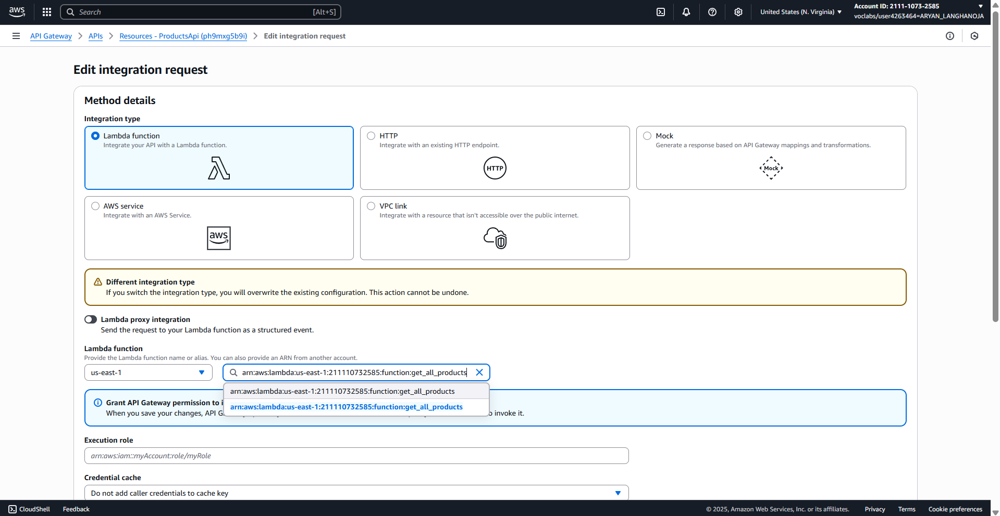 aws
Search
[Alt+S]
United States (N. Virginia)
Account ID: 2111-1073-2585
voclabs/user4263464=ARYAN_LANGHANOJA
API Gateway
APIs
Resources - ProductsApi (ph9mxg5b9i)
Edit integration request
Edit integration request
Method details
Integration type
Lambda function
Integrate your API with a Lambda function.
HTTP
Integrate with an existing HTTP endpoint.
HTTP
Mock
Generate a response based on API Gateway mappings and transformations.
Mock
AWS service
Integrate with an AWS Service.
aws
VPC link
Integrate with a resource that isn't accessible over the public internet.
Different integration type
If you switch the integration type, you will overwrite the existing configuration. This action cannot be undone.
Lambda proxy integration
Send the request to your Lambda function as a structured event.
Lambda function
Provide the Lambda function name or alias. You can also provide an ARN from another account.
us-east-1
arn:aws:lambda:us-east-1:211110732585:function:get_all_products
arn:aws:lambda:us-east-1:211110732585:function:get_all_products
arn:aws:lambda:us-east-1:211110732585:function:get_all_products
Grant API Gateway permission to i
When you save your changes, API G
o invoke it.
Execution role
arn:aws:iam::myAccount:role/myRole
Credential cache
Do not add caller credentials to cache key
CloudShell
Feedback
© 2025, Amazon Web Services, Inc. or its affiliates.
Privacy
Terms
Cookie preferences